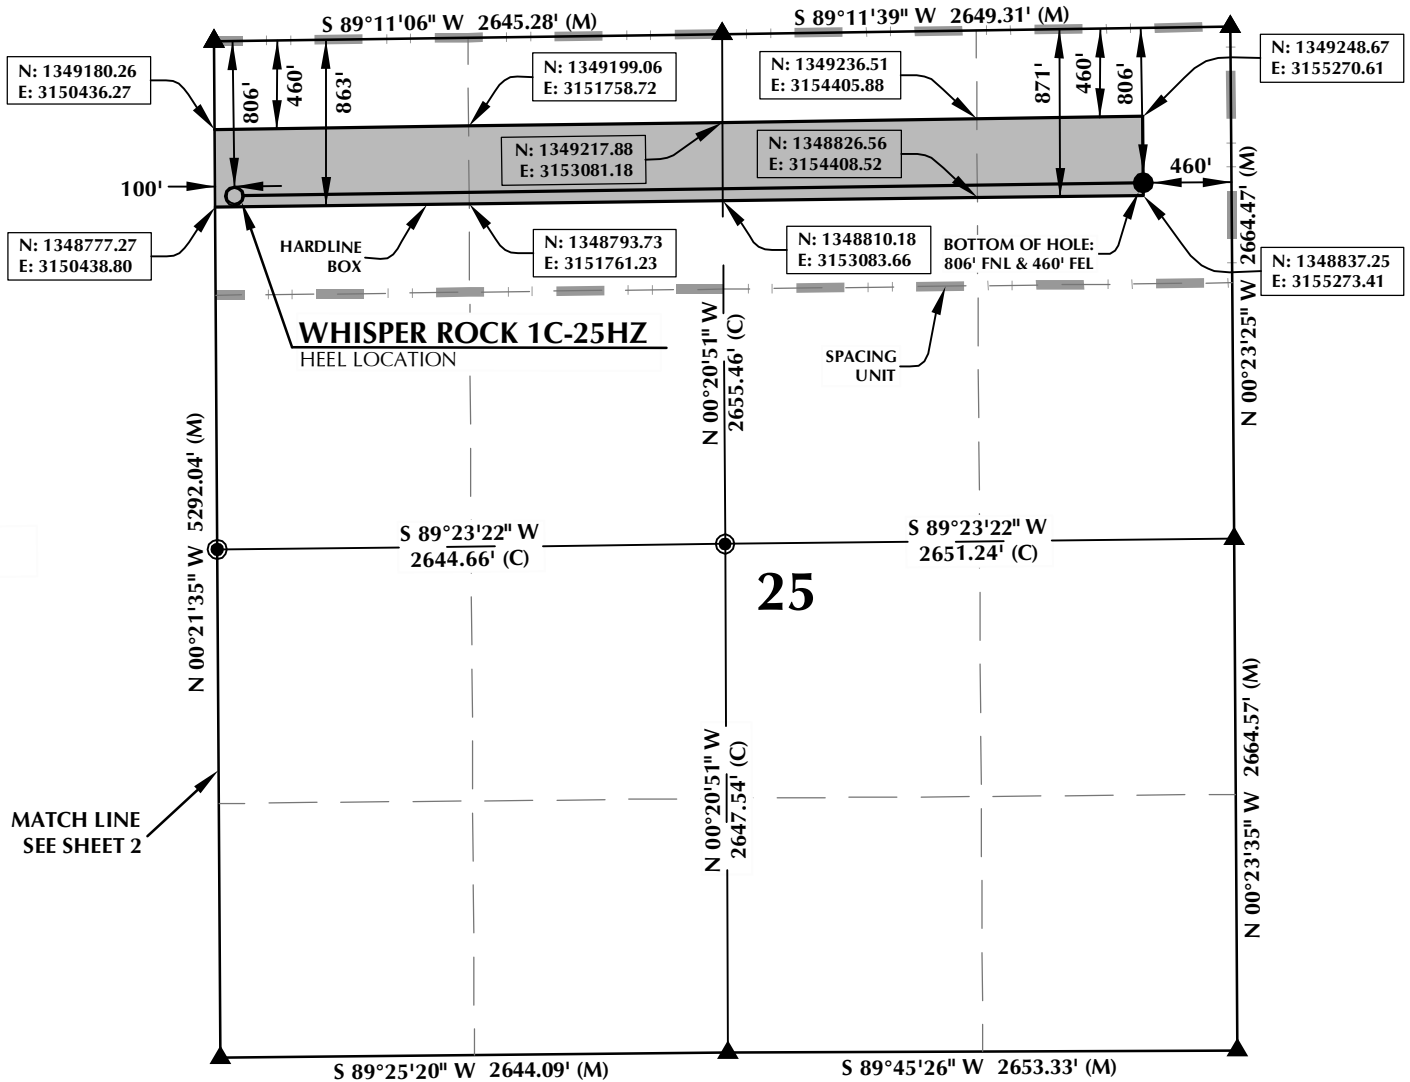 S 89°11'06" W 2645.28' (M)
S 89°11'39" W 2649.31' (M)
N: 1349180.26
E: 3150436.27
806'
460'
863'
N: 1349199.06
E: 3151758.72
N: 1349236.51
E: 3154405.88
871'
460'
806'
N: 1349248.67
E: 3155270.61
N: 1349217.88
E: 3153081.18
N: 1348826.56
E: 3154408.52
100'
460'
N: 1348777.27
E: 3150438.80
HARDLINE
BOX
N: 1348793.73
E: 3151761.23
N: 1348810.18
E: 3153083.66
BOTTOM OF HOLE:
806' FNL & 460' FEL
N: 1348837.25
E: 3155273.41
WHISPER ROCK 1C-25HZ
HEEL LOCATION
SPACING
UNIT
N 00°20'51" W
2655.46' (C)
N 00°23'25" W 2664.47' (M)
N 00°21'35" W 5292.04' (M)
S 89°23'22" W
2644.66' (C)
S 89°23'22" W
2651.24' (C)
25
N 00°20'51" W
2647.54' (C)
N 00°23'35" W 2664.57' (M)
MATCH LINE
SEE SHEET 2
S 89°25'20" W 2644.09' (M)
S 89°45'26" W 2653.33' (M)